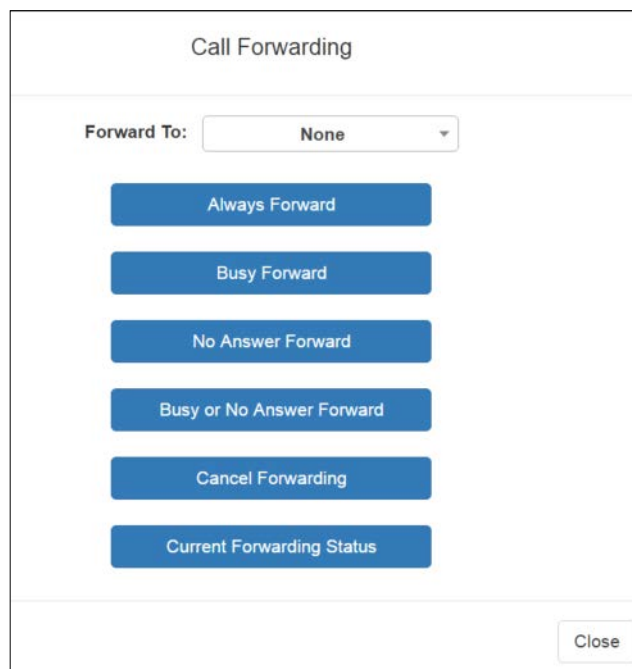 Call Forwarding
Forward To: None
Always Forward
Busy Forward
No Answer Forward
Busy or No Answer Forward
Cancel Forwarding
Current Forwarding Status
Close